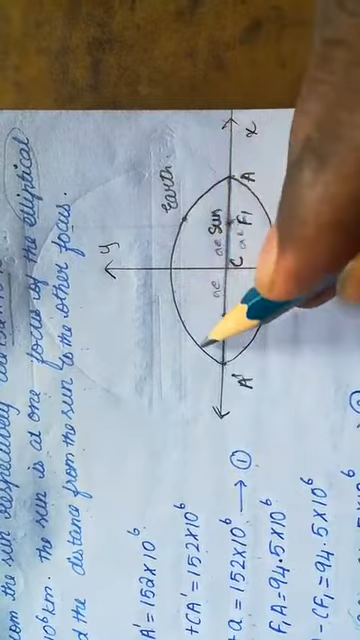 from the sun respectively
10⁶ km. the sun is at one focus of the elliptical
the distance from the sun to the other focus.
y
Earth
Sun
x
A
F₁
ae
ae
C
A'
A' = 152×10⁶
+CA' = 152×10⁶
a = 152×10⁶ → ①
F₁A = 94.5×10⁶
- CF₁ = 94.5×10⁶